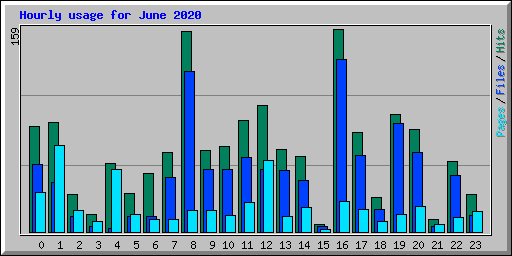 Hourly usage for June 2020
159
Pages/Files/Hits
0 1 2 3 4 5 6 7 8 9 10 11 12 13 14 15 16 17 18 19 20 21 22 23